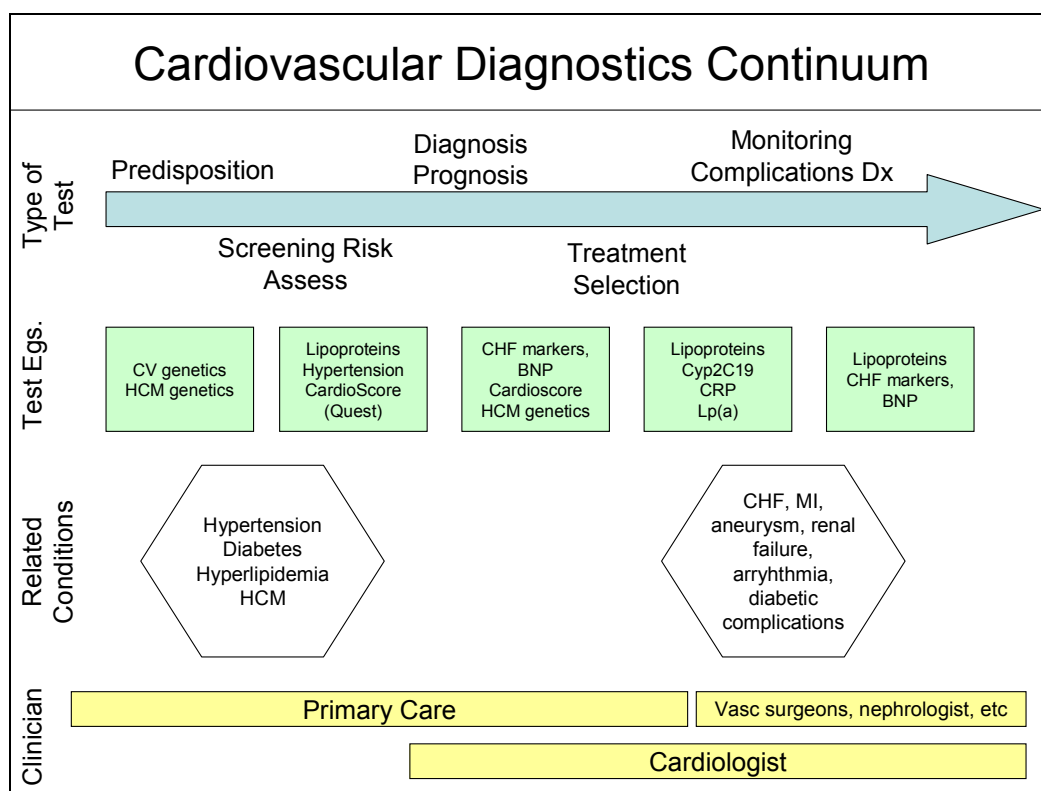 Cardiovascular Diagnostics Continuum
Type of
Test
Predisposition
Diagnosis
Prognosis
Monitoring
Complications Dx
Screening Risk
Assess
Treatment
Selection
Test Egs.
CV genetics
HCM genetics
Lipoproteins
Hypertension
CardioScore
(Quest)
CHF markers,
BNP
Cardioscore
HCM genetics
Lipoproteins
Cyp2C19
CRP
Lp(a)
Lipoproteins
CHF markers,
BNP
Related
Conditions
Hypertension
Diabetes
Hyperlipidemia
HCM
CHF, MI,
aneurysm, renal
failure,
arryhthmia,
diabetic
complications
Clinician
Primary Care
Vasc surgeons, nephrologist, etc
Cardiologist